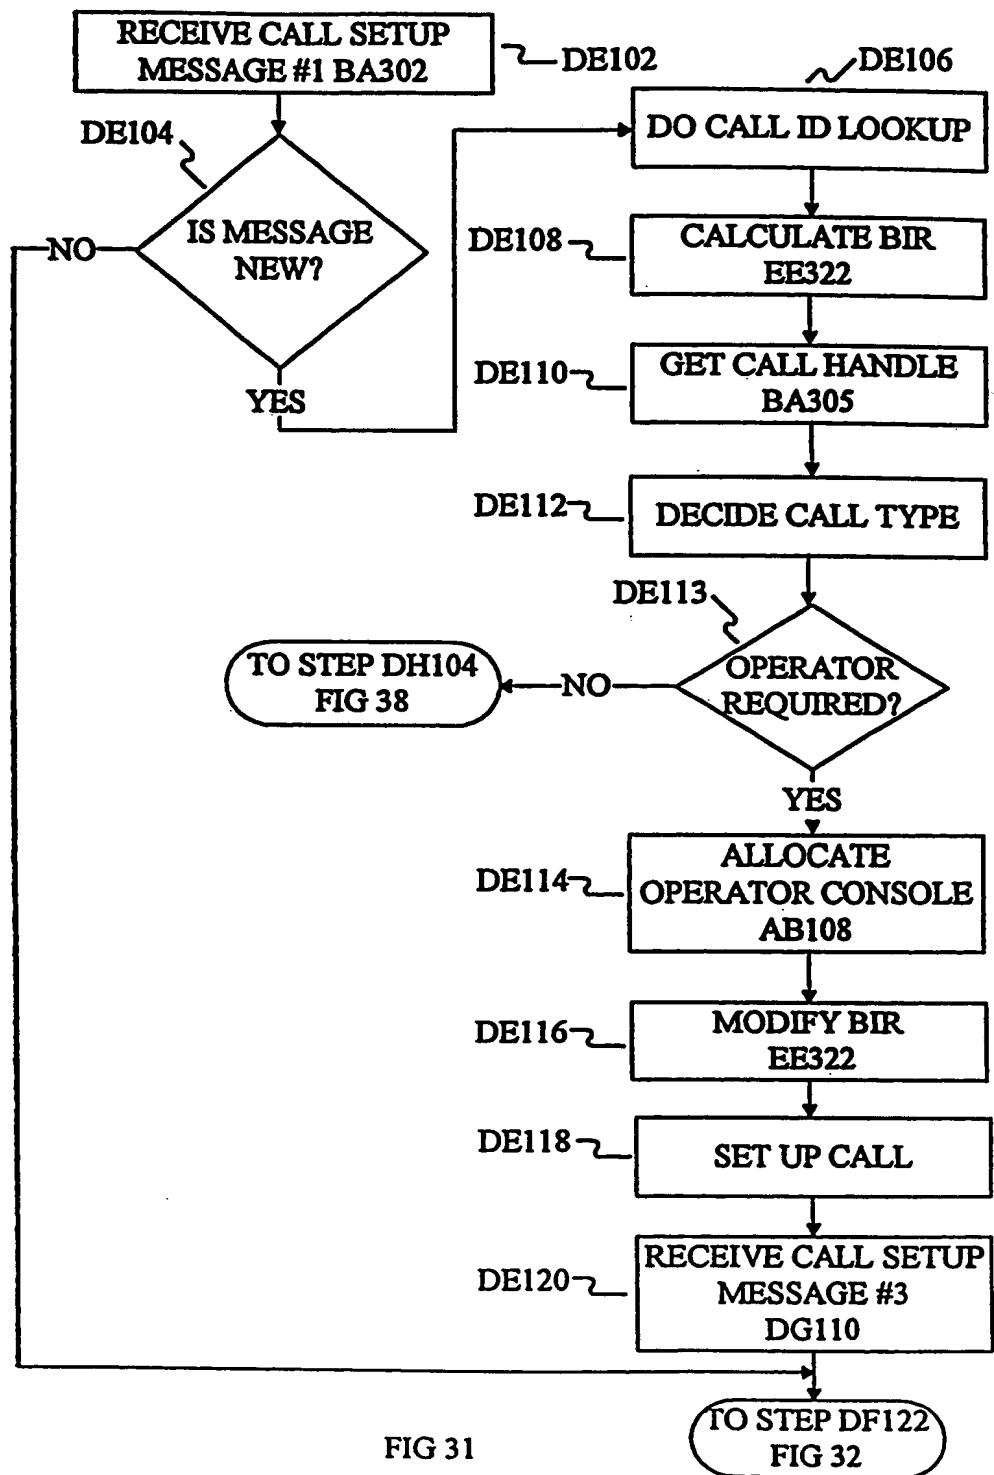 RECEIVE CALL SETUP
MESSAGE #1 BA302
DE102
DE104
IS MESSAGE
NEW?
NO
YES
DE106
DO CALL ID LOOKUP
DE108
CALCULATE BIR
EE322
DE110
GET CALL HANDLE
BA305
DE112
DECIDE CALL TYPE
DE113
OPERATOR
REQUIRED?
NO
TO STEP DH104
FIG 38
YES
DE114
ALLOCATE
OPERATOR CONSOLE
AB108
DE116
MODIFY BIR
EE322
DE118
SET UP CALL
DE120
RECEIVE CALL SETUP
MESSAGE #3
DG110
TO STEP DF122
FIG 32
FIG 31